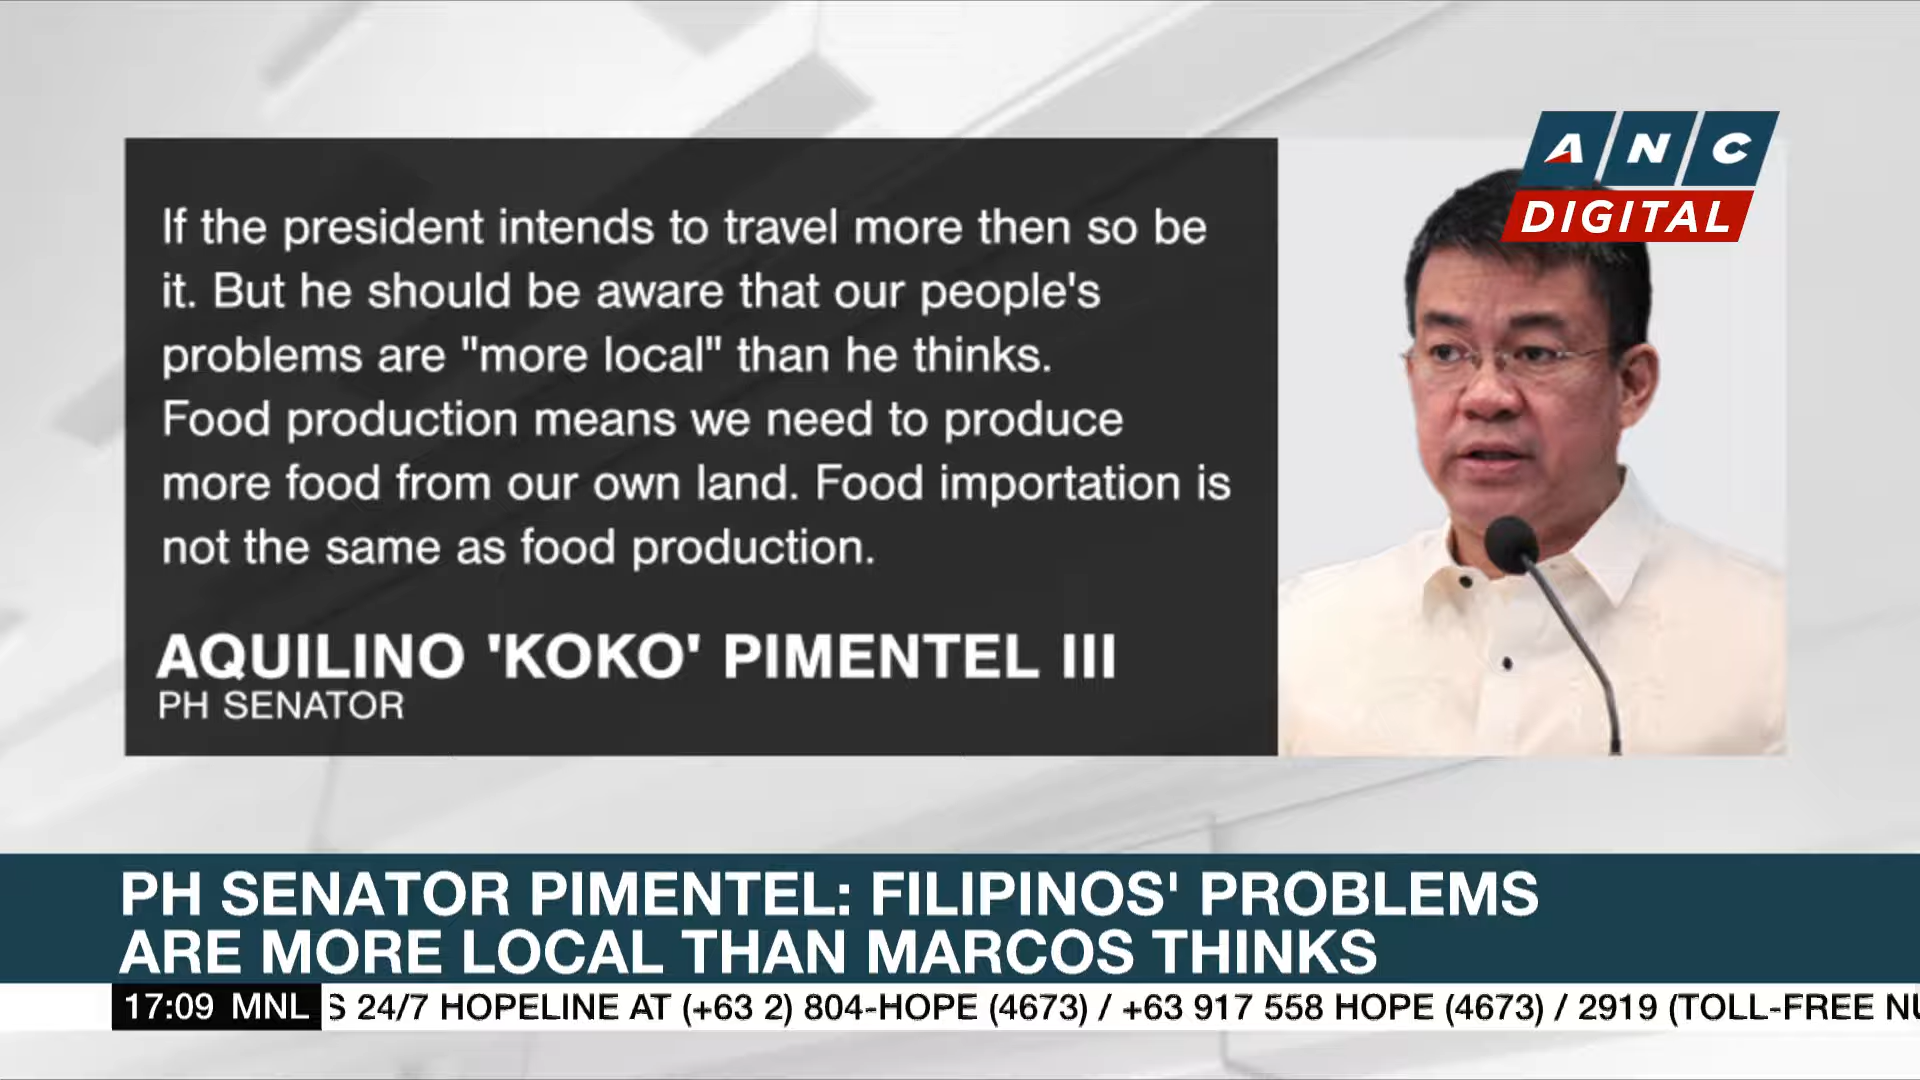 ANC
DIGITAL
If the president intends to travel more then so be
it. But he should be aware that our people's
problems are "more local" than he thinks.
Food production means we need to produce
more food from our own land. Food importation is
not the same as food production.
AQUILINO 'KOKO' PIMENTEL III
PH SENATOR
PH SENATOR PIMENTEL: FILIPINOS' PROBLEMS
ARE MORE LOCAL THAN MARCOS THINKS
17:09 MNL S 24/7 HOPELINE AT (+63 2) 804-HOPE (4673) / +63 917 558 HOPE (4673) / 2919 (TOLL-FREE NU